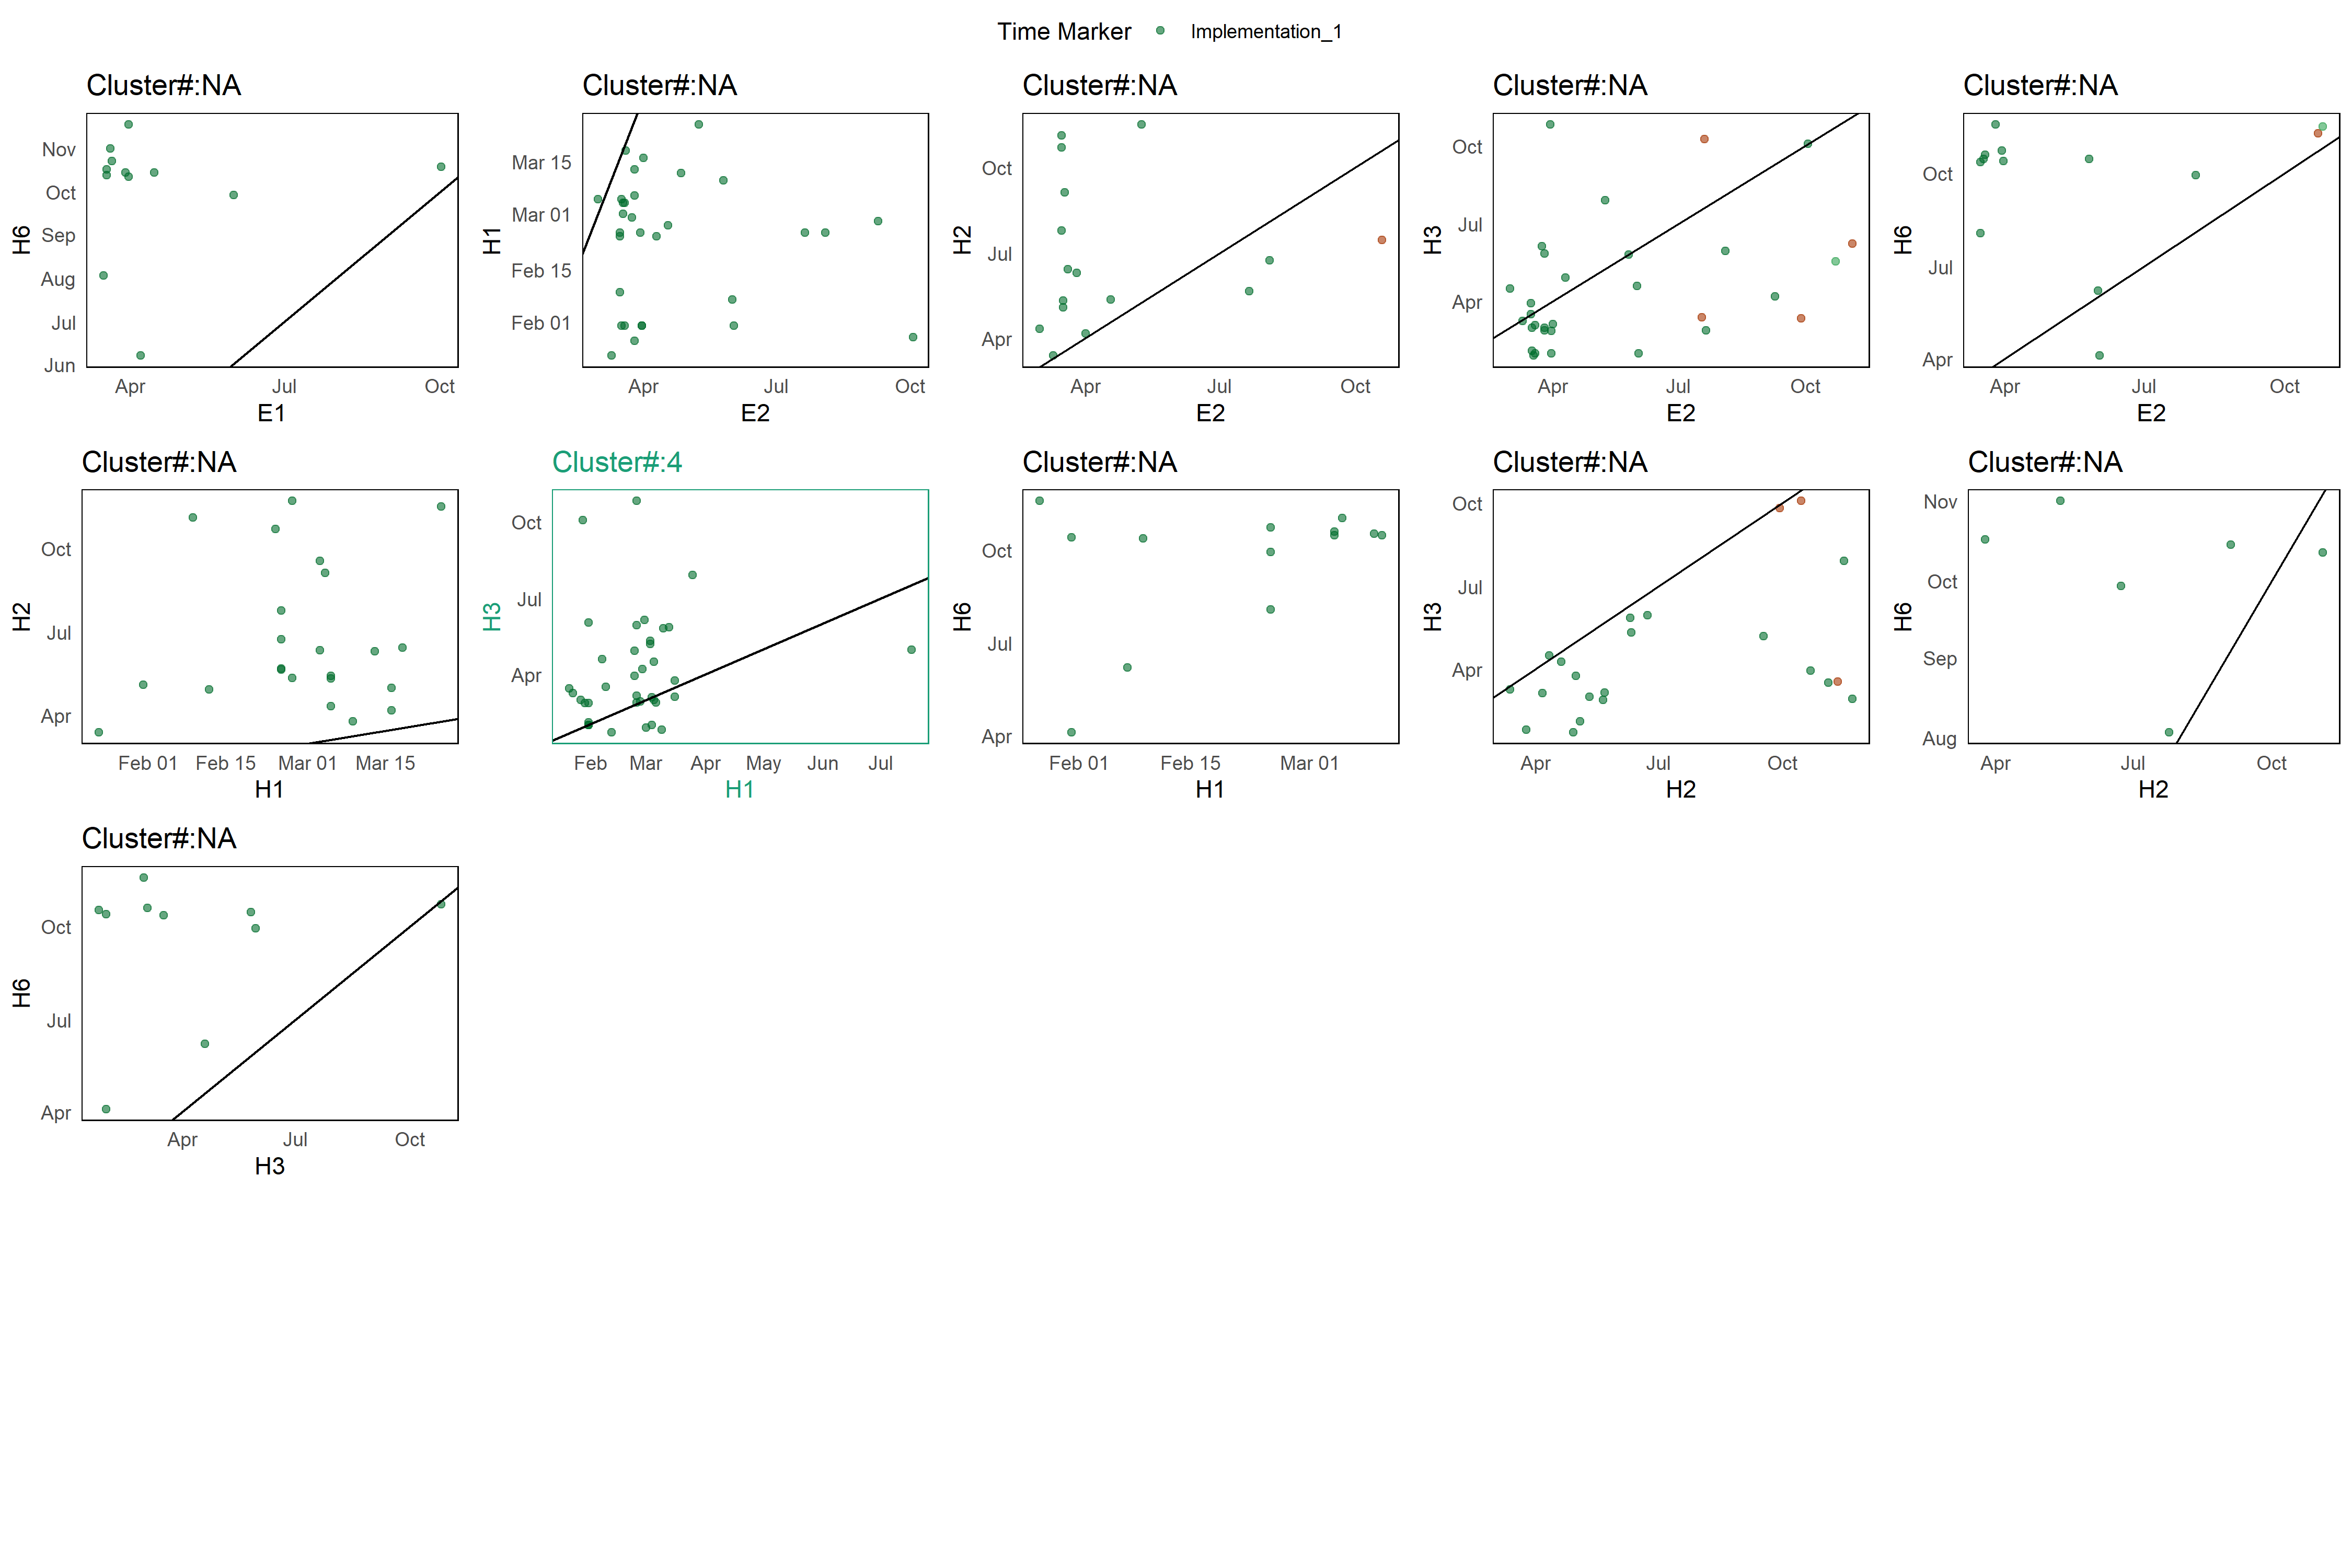 Time Marker Implementation_1
Cluster#:NA Cluster#:NA Cluster#:NA Cluster#:NA Cluster#:NA
H6
Nov
Oct
Sep
Aug
Jul
Jun
Apr Jul Oct
E1
H1
Mar 15
Mar 01
Feb 15
Feb 01
Apr Jul Oct
E2
H2
Oct
Jul
Apr
Apr Jul Oct
E2
H3
Oct
Jul
Apr
Apr Jul Oct
E2
H6
Oct
Jul
Apr
Apr Jul Oct
E2
Cluster#:NA Cluster#:4 Cluster#:NA Cluster#:NA Cluster#:NA
H2
Oct
Jul
Apr
Feb 01 Feb 15 Mar 01 Mar 15
H1
H3
Oct
Jul
Apr
Feb Mar Apr May Jun Jul
H1
H6
Oct
Jul
Apr
Feb 01 Feb 15 Mar 01
H1
H3
Oct
Jul
Apr
Apr Jul Oct
H2
H6
Nov
Oct
Sep
Aug
Apr Jul Oct
H2
Cluster#:NA
H6
Oct
Jul
Apr
Apr Jul Oct
H3